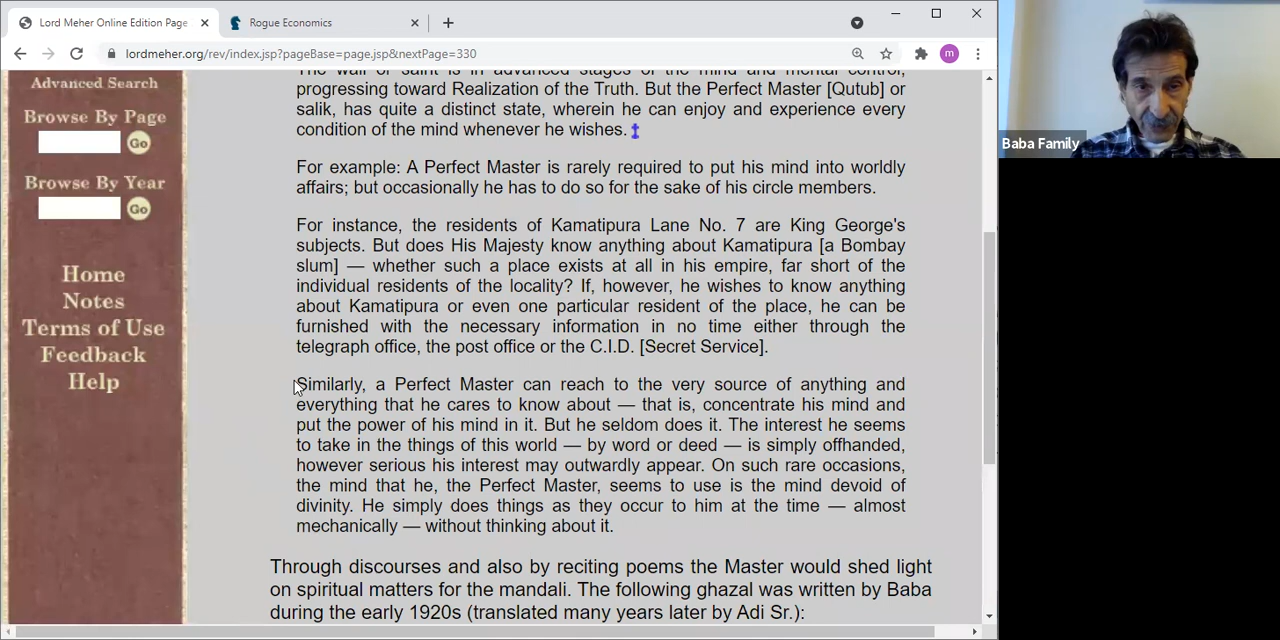 Lord Meher Online Edition Page
Rogue Economics
lordmeher.org/rev/index.jsp?pageBase=page.jsp&nextPage=330
m
Advanced Search
Browse By Page
Go
Browse By Year
Go
Home
Notes
Terms of Use
Feedback
Help
The wali or saint is in advanced stages of the mind and mental control,
progressing toward Realization of the Truth. But the Perfect Master [Qutub] or
salik, has quite a distinct state, wherein he can enjoy and experience every
condition of the mind whenever he wishes.
For example: A Perfect Master is rarely required to put his mind into worldly
affairs; but occasionally he has to do so for the sake of his circle members.
For instance, the residents of Kamatipura Lane No. 7 are King George's
subjects. But does His Majesty know anything about Kamatipura [a Bombay
slum] — whether such a place exists at all in his empire, far short of the
individual residents of the locality? If, however, he wishes to know anything
about Kamatipura or even one particular resident of the place, he can be
furnished with the necessary information in no time either through the
telegraph office, the post office or the C.I.D. [Secret Service].
Similarly, a Perfect Master can reach to the very source of anything and
everything that he cares to know about — that is, concentrate his mind and
put the power of his mind in it. But he seldom does it. The interest he seems
to take in the things of this world — by word or deed — is simply offhanded,
however serious his interest may outwardly appear. On such rare occasions,
the mind that he, the Perfect Master, seems to use is the mind devoid of
divinity. He simply does things as they occur to him at the time — almost
mechanically — without thinking about it.
Through discourses and also by reciting poems the Master would shed light
on spiritual matters for the mandali. The following ghazal was written by Baba
during the early 1920s (translated many years later by Adi Sr.):
Baba Family